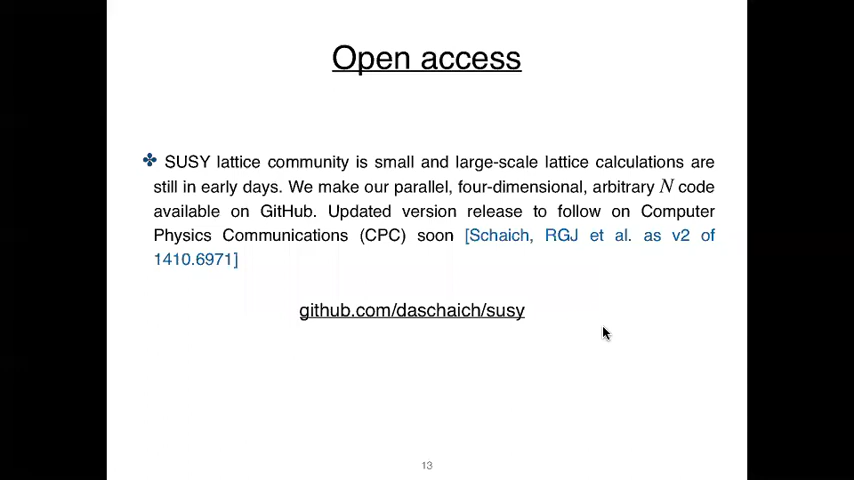 Open access
✤ SUSY lattice community is small and large-scale lattice calculations are
still in early days. We make our parallel, four-dimensional, arbitrary N code
available on GitHub. Updated version release to follow on Computer
Physics Communications (CPC) soon [Schaich, RGJ et al. as v2 of
1410.6971]
github.com/daschaich/susy
13